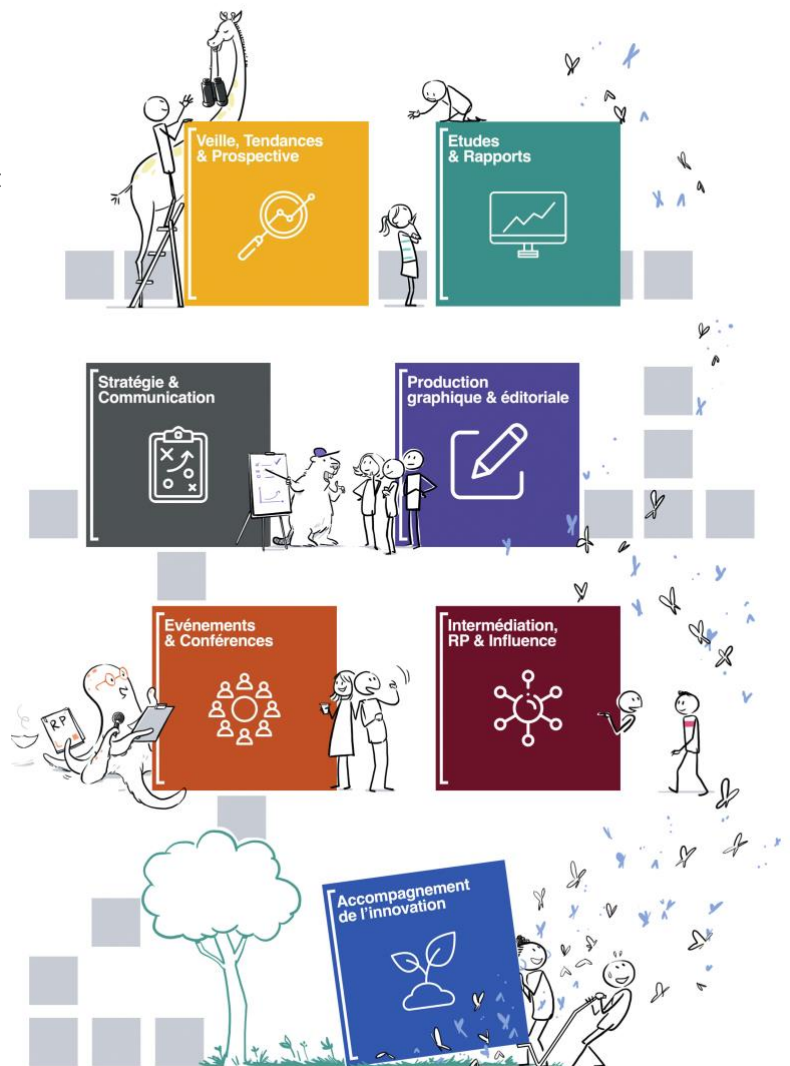 Veille, Tendances
& Prospective
Etudes
& Rapports
Stratégie &
Communication
Production
graphique & éditoriale
Evénements
& Conférences
Intermédiation,
RP & Influence
RP
Accompagnement
de l'innovation